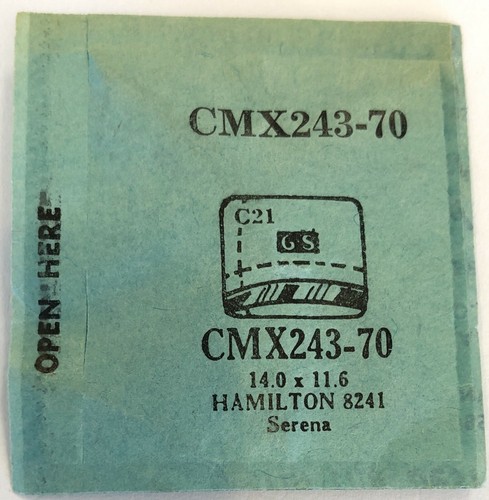 CMX243-70
C21
GS
CMX243-70
14.0 x 11.6
HAMILTON 8241
Serena
OPEN HERE